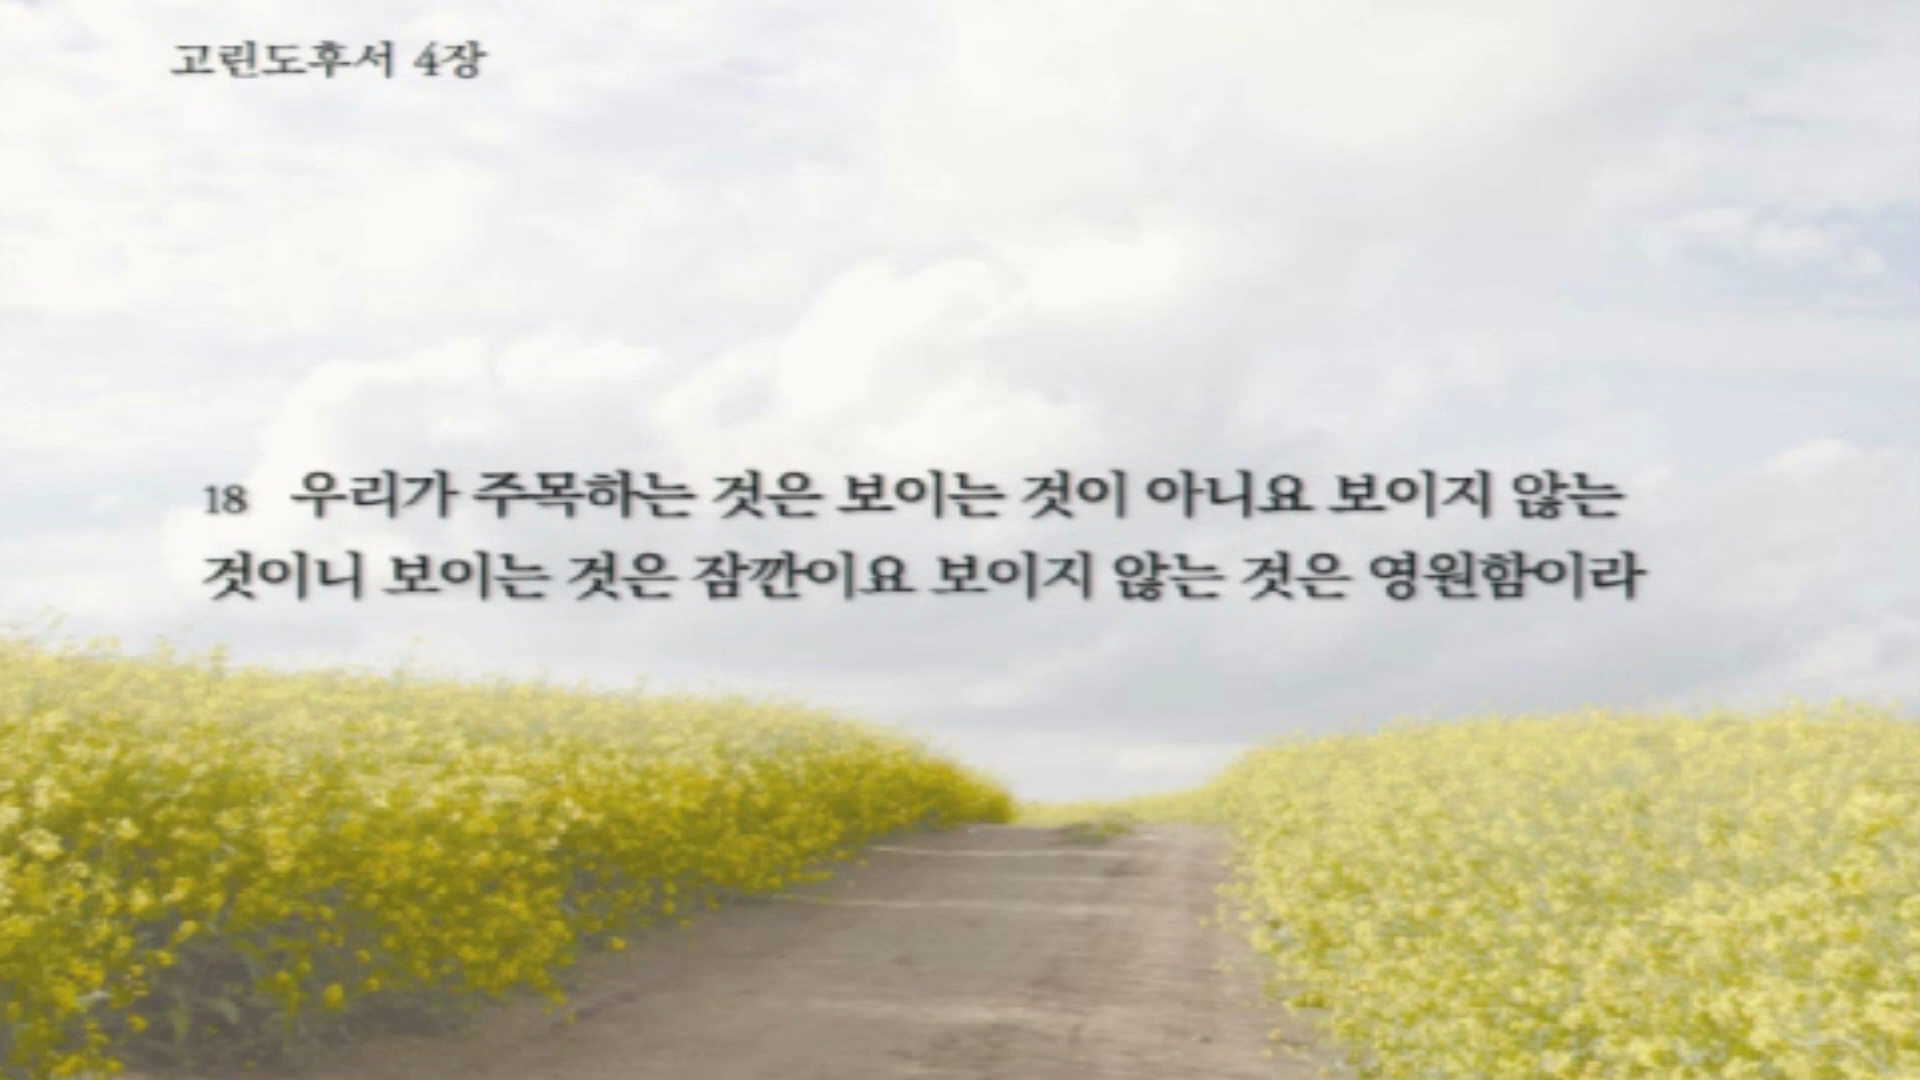 고린도후서 4장
18 우리가 주목하는 것은 보이는 것이 아니요 보이지 않는
것이니 보이는 것은 잠깐이요 보이지 않는 것은 영원함이라